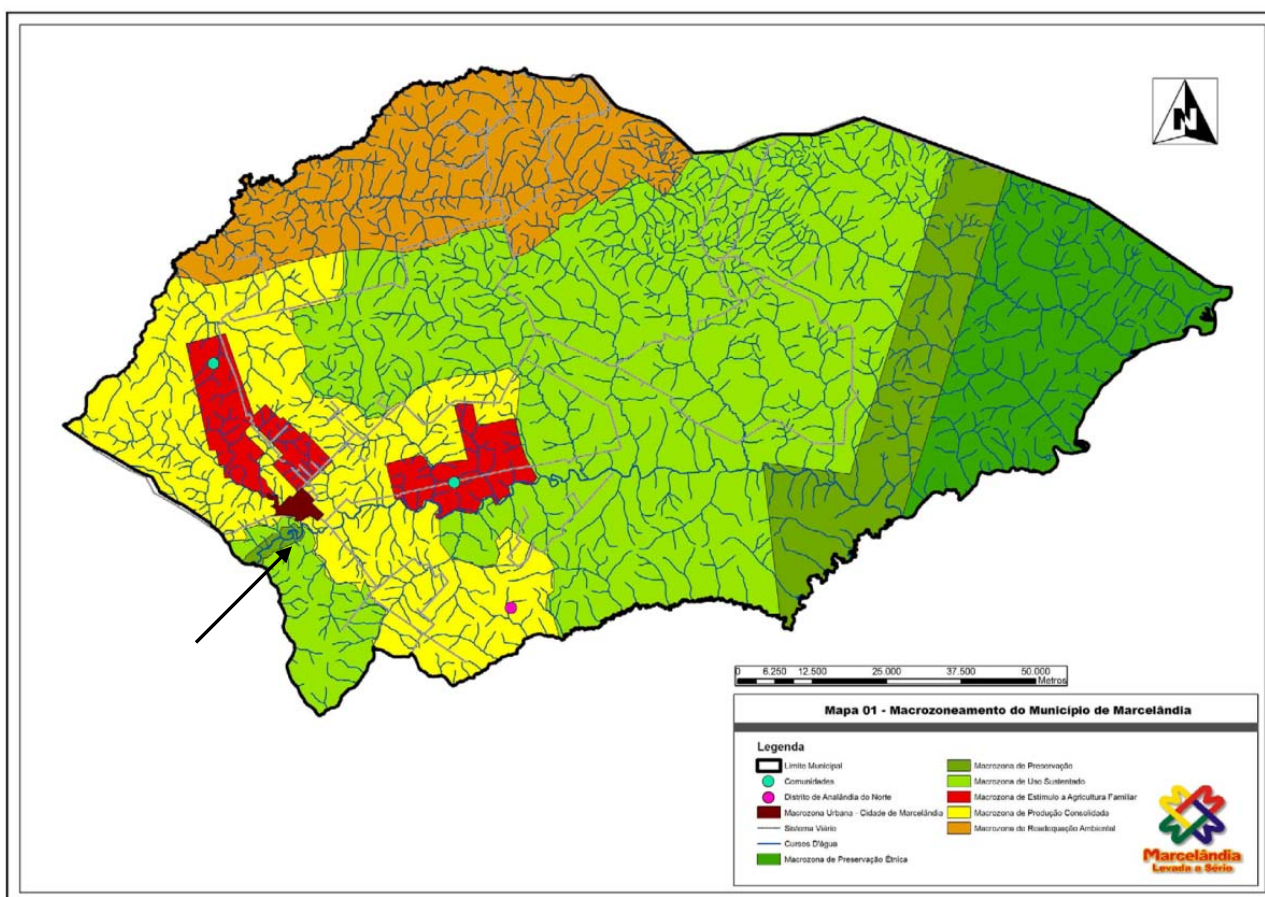 N
0 6.250 12.500 25.000 37.500 50.000
Metros
Mapa 01 - Macrozoneamento do Município de Marcelândia
Legenda
Limite Municipal
Comunidades
Distrito de Analândia do Norte
Macrozona Urbana - Cidade de Marcelândia
Sistema Viário
Cursos D'água
Macrozona de Preservação Étnica
Macrozona de Preservação
Macrozona de Uso Sustentado
Macrozona de Estímulo a Agricultura Familiar
Macrozona de Produção Consolidada
Macrozona de Readequação Ambiental
Marcelândia
Levada a Sério